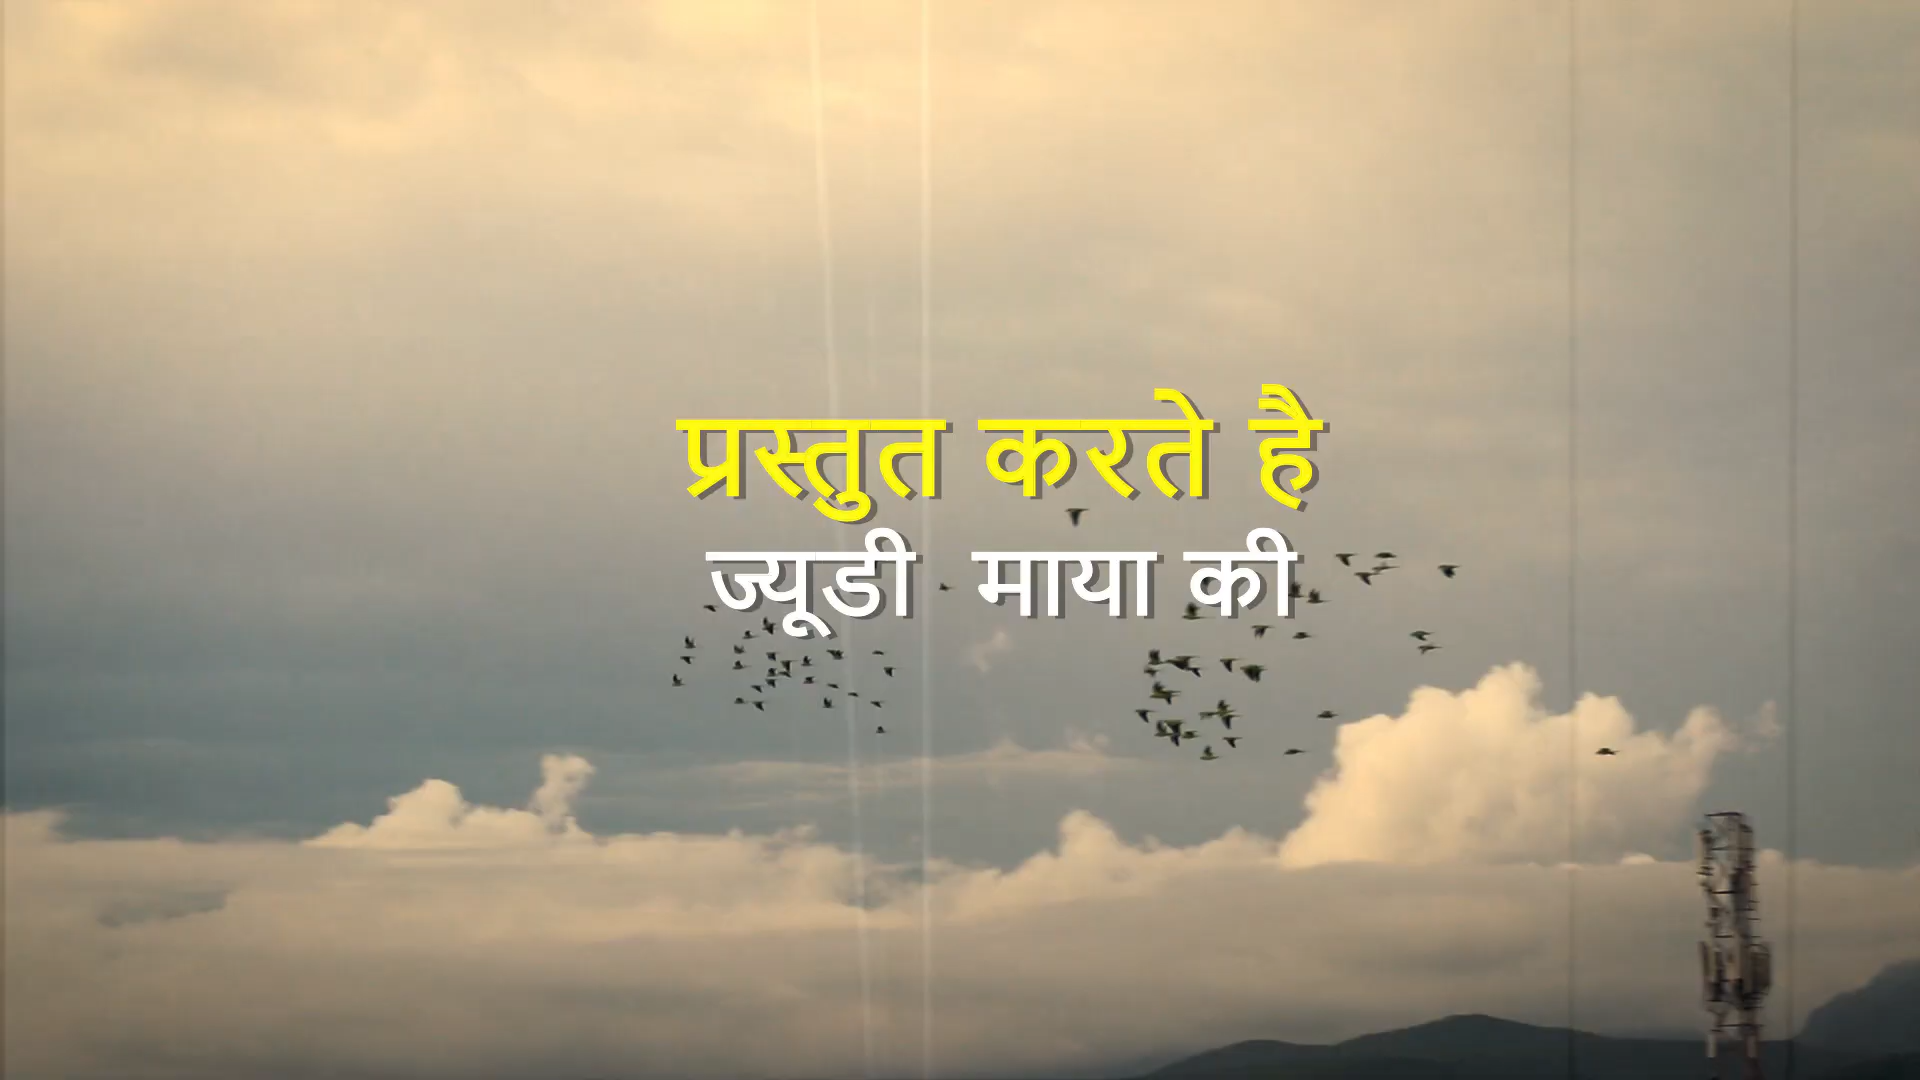 प्रस्तुत करते है
ज्यूडी माया की